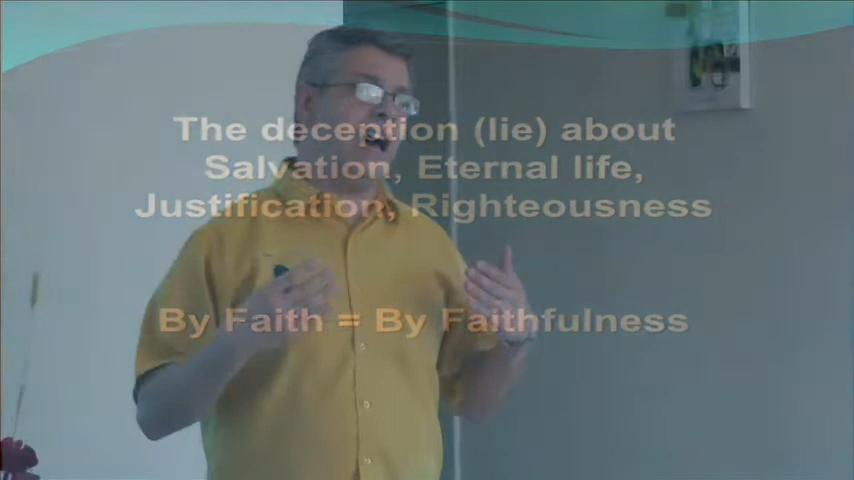 The deception (lie) about
Salvation, Eternal life,
Justification, Righteousness
By Faith = By Faithfulness